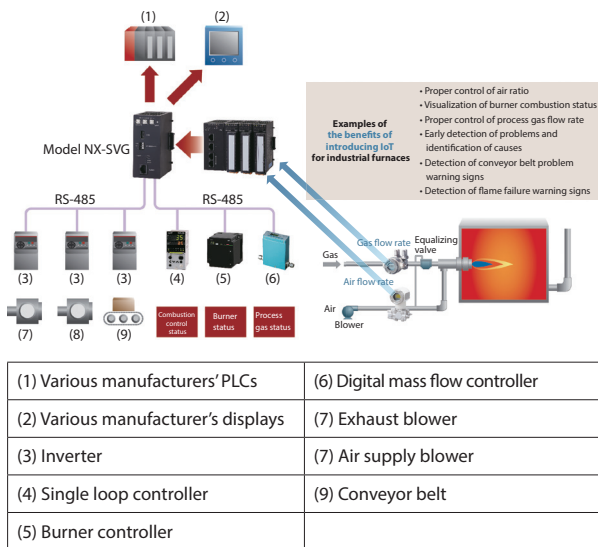 (1)
(2)
Model NX-SVG
Examples of
the benefits of
introducing IoT
for industrial furnaces
• Proper control of air ratio
• Visualization of burner combustion status
• Proper control of process gas flow rate
• Early detection of problems and
identification of causes
• Detection of conveyor belt problem
warning signs
• Detection of flame failure warning signs
RS-485
RS-485
(3)
(3)
(3)
(4)
(5)
(6)
Gas flow rate
Equalizing
valve
Gas
Air flow rate
Air
Blower
(7)
(8)
(9)
Combustion
control
status
Burner
status
Process
gas status
(1) Various manufacturers' PLCs
(6) Digital mass flow controller
(2) Various manufacturer's displays
(7) Exhaust blower
(3) Inverter
(7) Air supply blower
(4) Single loop controller
(9) Conveyor belt
(5) Burner controller